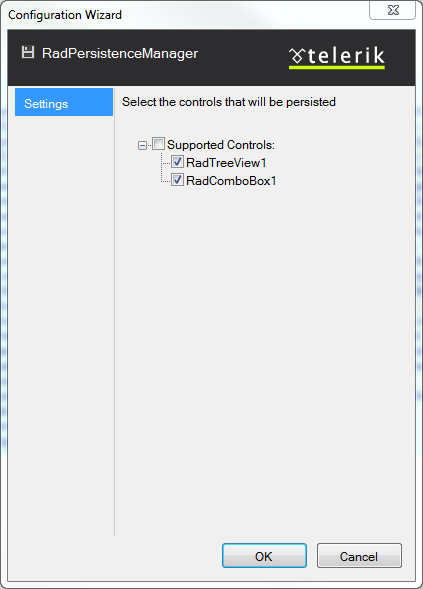 Configuration Wizard
RadPersistenceManager
telerik
Settings
Select the controls that will be persisted
Supported Controls:
RadTreeView1
RadComboBox1
OK
Cancel